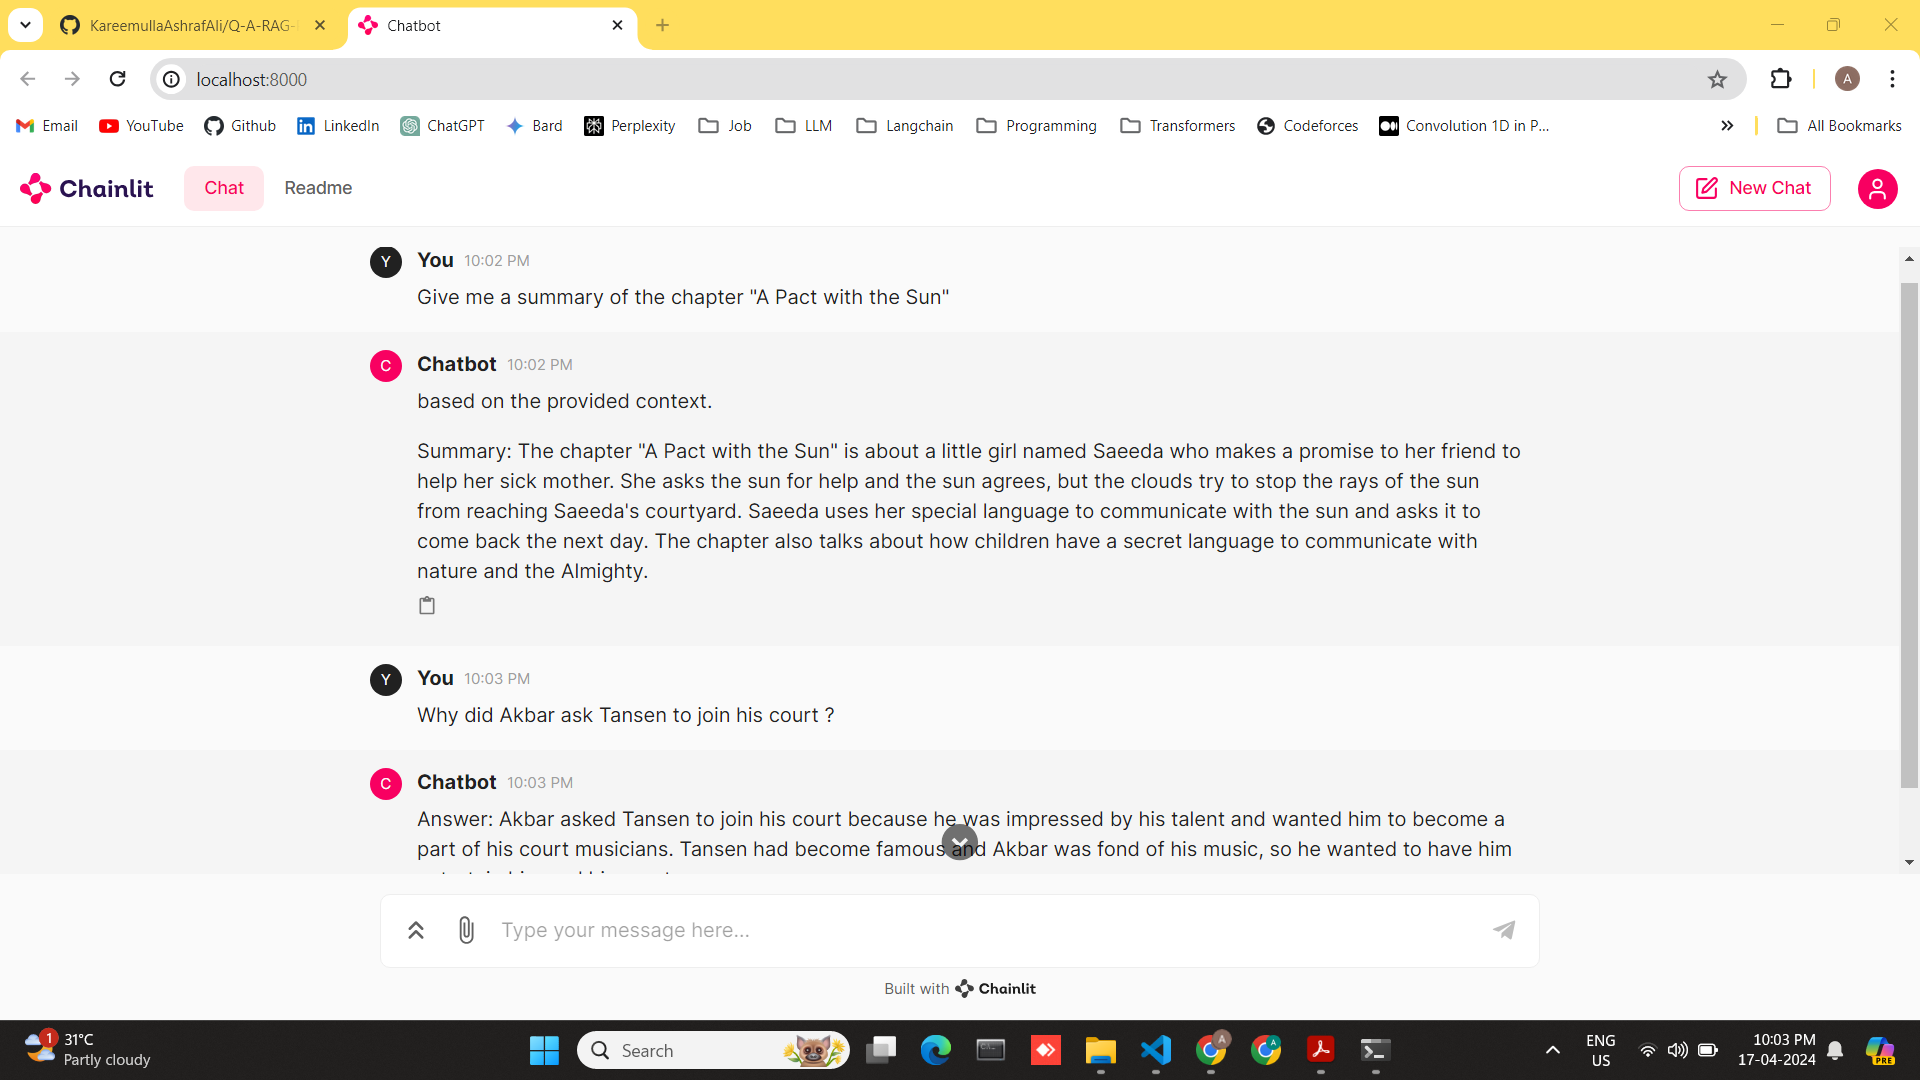 KareemullaAshrafAli/Q-A-RAG-
Chatbot
localhost:8000
A
Email
YouTube
Github
LinkedIn
ChatGPT
Bard
Perplexity
Job
LLM
Langchain
Programming
Transformers
Codeforces
Convolution 1D in P...
All Bookmarks
Chainlit
Chat
Readme
New Chat
Y
You 10:02 PM
Give me a summary of the chapter "A Pact with the Sun"
C
Chatbot 10:02 PM
based on the provided context.
Summary: The chapter "A Pact with the Sun" is about a little girl named Saeeda who makes a promise to her friend to
help her sick mother. She asks the sun for help and the sun agrees, but the clouds try to stop the rays of the sun
from reaching Saeeda's courtyard. Saeeda uses her special language to communicate with the sun and asks it to
come back the next day. The chapter also talks about how children have a secret language to communicate with
nature and the Almighty.
Y
You 10:03 PM
Why did Akbar ask Tansen to join his court ?
C
Chatbot 10:03 PM
Answer: Akbar asked Tansen to join his court because he was impressed by his talent and wanted him to become a
part of his court musicians. Tansen had become famous and Akbar was fond of his music, so he wanted to have him
Type your message here...
Built with Chainlit
1
31°C
Partly cloudy
Search
A
A
ENG
US
10:03 PM
17-04-2024
PRE